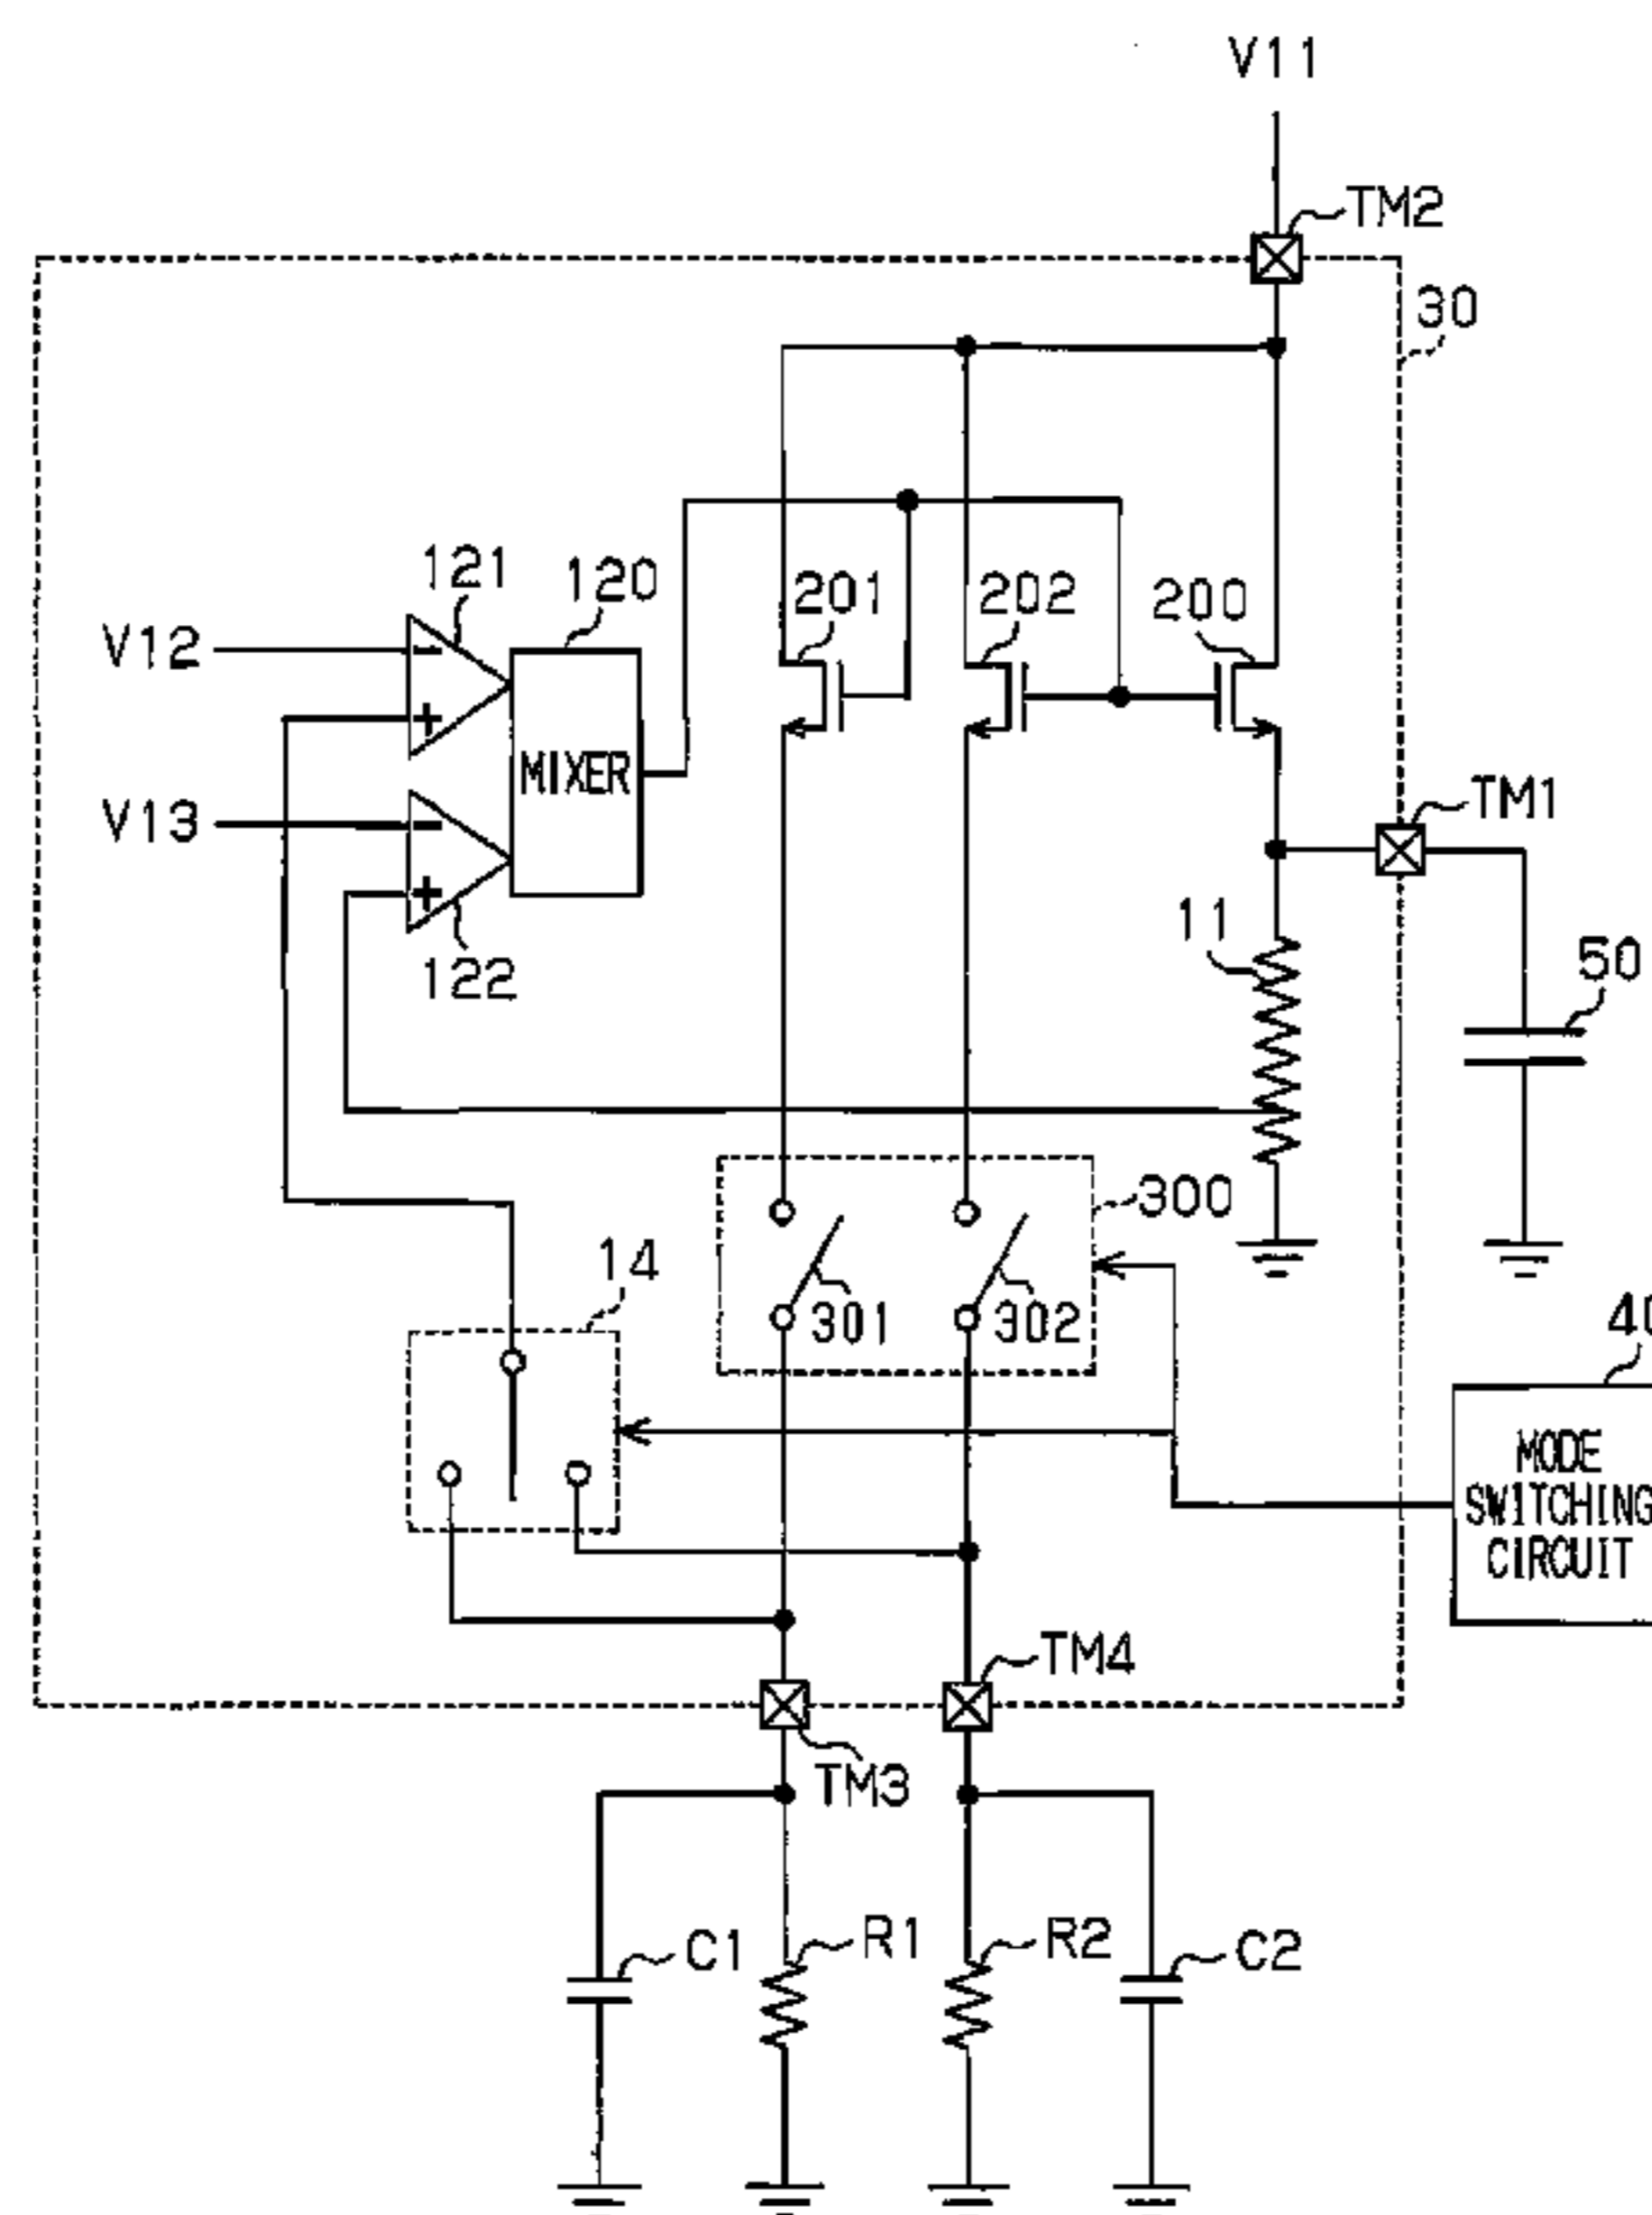 V11
TM2
30
121
120
201
202
200
V12
−
+
MIXER
V13
−
+
TM1
122
11
50
300
14
301
302
40
MODE
SWITCHING
CIRCUIT
TM4
TM3
C1
R1
R2
C2